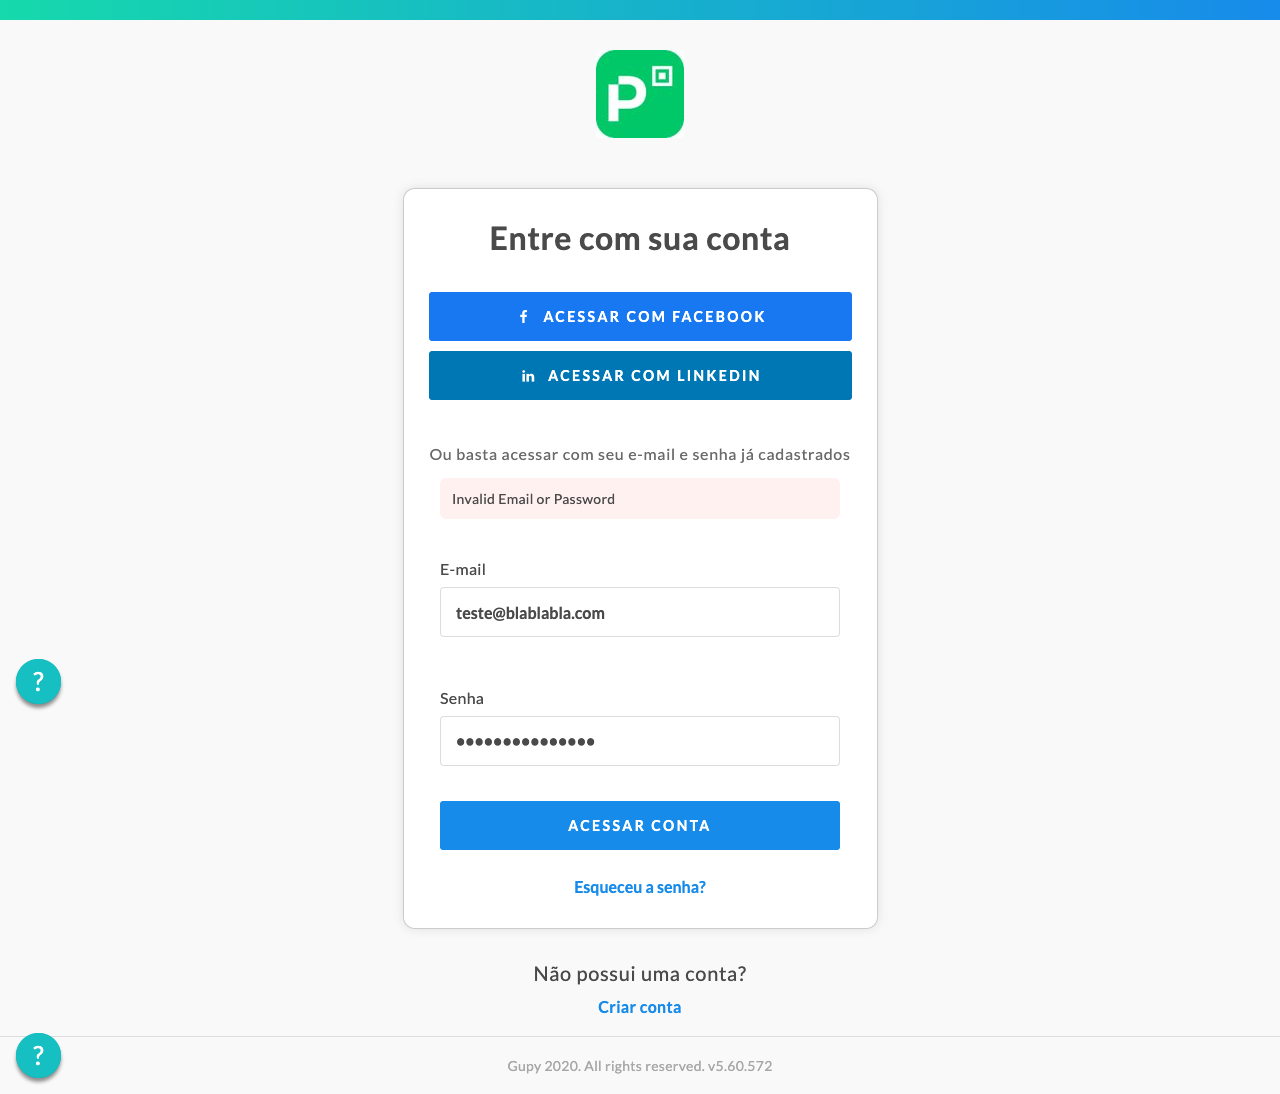 P
Entre com sua conta
f ACESSAR COM FACEBOOK
in ACESSAR COM LINKEDIN
Ou basta acessar com seu e-mail e senha já cadastrados
Invalid Email or Password
E-mail
teste@blablabla.com
Senha
•••••••••••••••
ACESSAR CONTA
Esqueceu a senha?
?
Não possui uma conta?
Criar conta
?
Gupy 2020. All rights reserved. v5.60.572